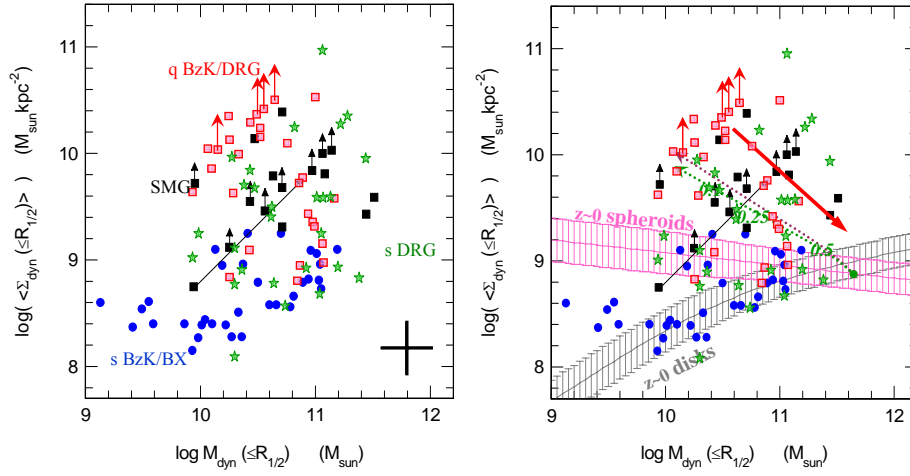 log( <Σdyn (≤R1/2)> ) (Msun kpc-2)
11
10
9
8
q BzK/DRG
SMG
s DRG
s BzK/BX
9
10
11
12
log Mdyn (≤R1/2) (Msun)
log( <Σdyn (≤R1/2)> ) (Msun kpc-2)
11
10
9
8
z~0 spheroids
0.25
0.5
z~0 disks
9
10
11
12
log Mdyn (≤R1/2) (Msun)